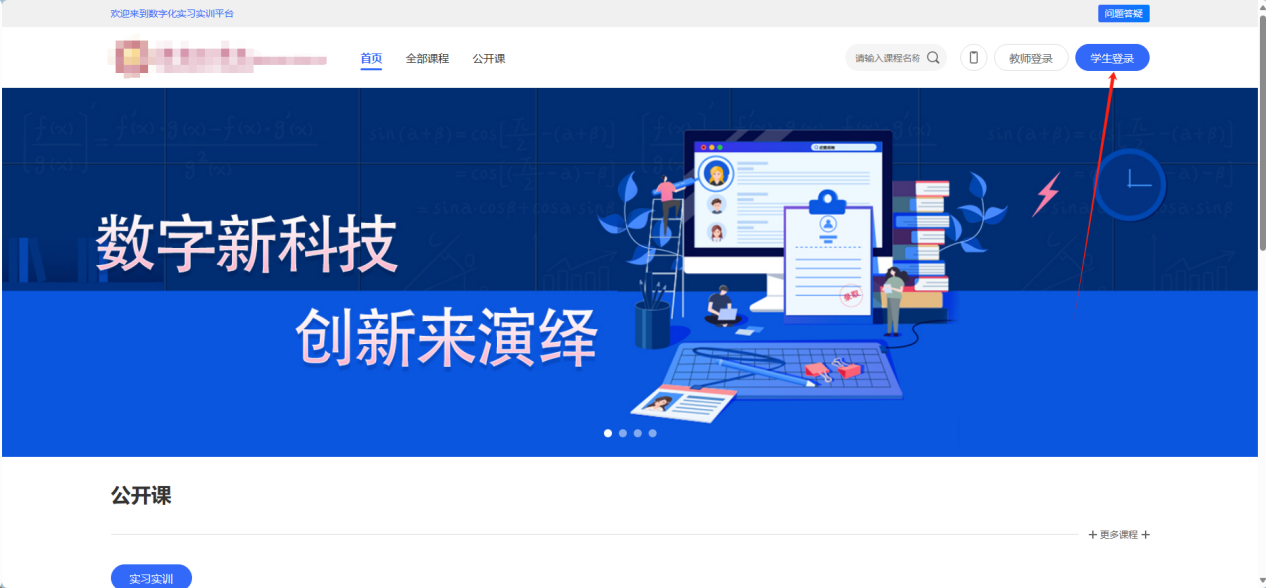 欢迎来到数字化实习实训平台
问题答疑
首页 全部课程 公开课
请输入课程名称
教师登录
学生登录
数字新科技
创新来演绎
公开课
+ 更多课程 +
实习实训